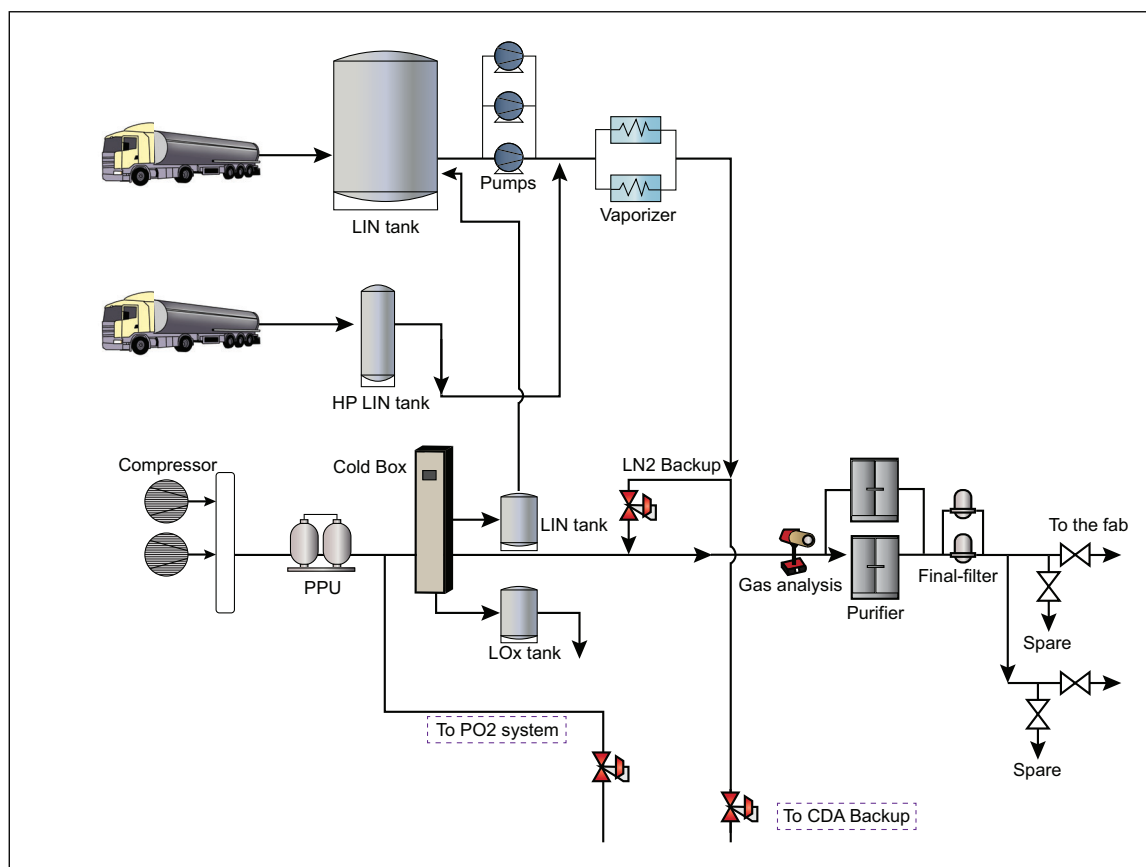 Pumps
Vaporizer
LIN tank
HP LIN tank
Compressor
Cold Box
LN2 Backup
LIN tank
To the fab
PPU
Gas analysis
Final-filter
Purifier
Spare
LOx tank
To PO2 system
Spare
To CDA Backup